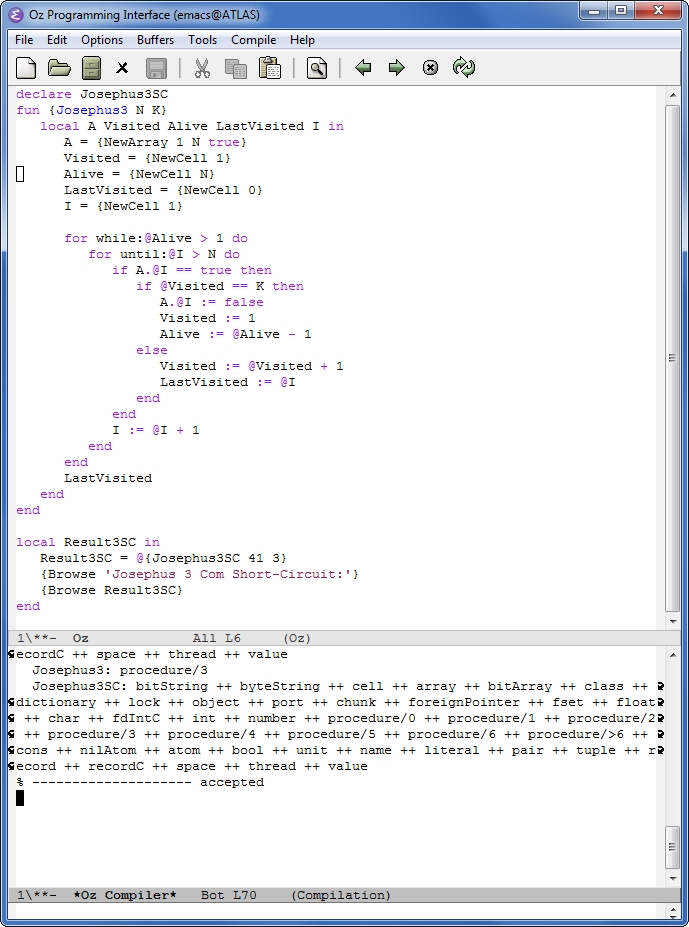 Oz Programming Interface (emacs@ATLAS)
File Edit Options Buffers Tools Compile Help
declare Josephus3SC
fun {Josephus3 N K}
   local A Visited Alive LastVisited I in
      A = {NewArray 1 N true}
      Visited = {NewCell 1}
      Alive = {NewCell N}
      LastVisited = {NewCell 0}
      I = {NewCell 1}
      for while:@Alive > 1 do
         for until:@I > N do
            if A.@I == true then
               if @Visited == K then
                  A.@I := false
                  Visited := 1
                  Alive := @Alive - 1
               else
                  Visited := @Visited + 1
                  LastVisited := @I
               end
            end
            I := @I + 1
         end
      end
      LastVisited
   end
end
local Result3SC in
   Result3SC = @{Josephus3SC 41 3}
   {Browse 'Josephus 3 Com Short-Circuit:'}
   {Browse Result3SC}
end
1\**-  Oz             All L6     (Oz)
ecordC ++ space ++ thread ++ value
   Josephus3: procedure/3
   Josephus3SC: bitString ++ byteString ++ cell ++ array ++ bitArray ++ class ++
dictionary ++ lock ++ object ++ port ++ chunk ++ foreignPointer ++ fset ++ float
 ++ char ++ fdIntC ++ int ++ number ++ procedure/0 ++ procedure/1 ++ procedure/2
 ++ procedure/3 ++ procedure/4 ++ procedure/5 ++ procedure/6 ++ procedure/>6 ++
cons ++ nilAtom ++ atom ++ bool ++ unit ++ name ++ literal ++ pair ++ tuple ++ r
ecord ++ recordC ++ space ++ thread ++ value
% -------------------- accepted
1\**-  *Oz Compiler*   Bot L70    (Compilation)